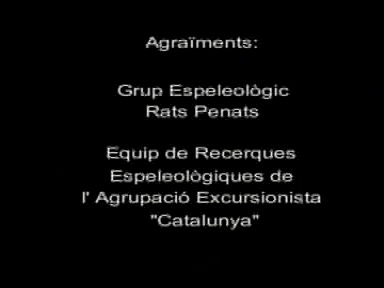 Agraïments:
Grup Espeleològic
Rats Penats
Equip de Recerques
Espeleològiques de
l' Agrupació Excursionista
"Catalunya"